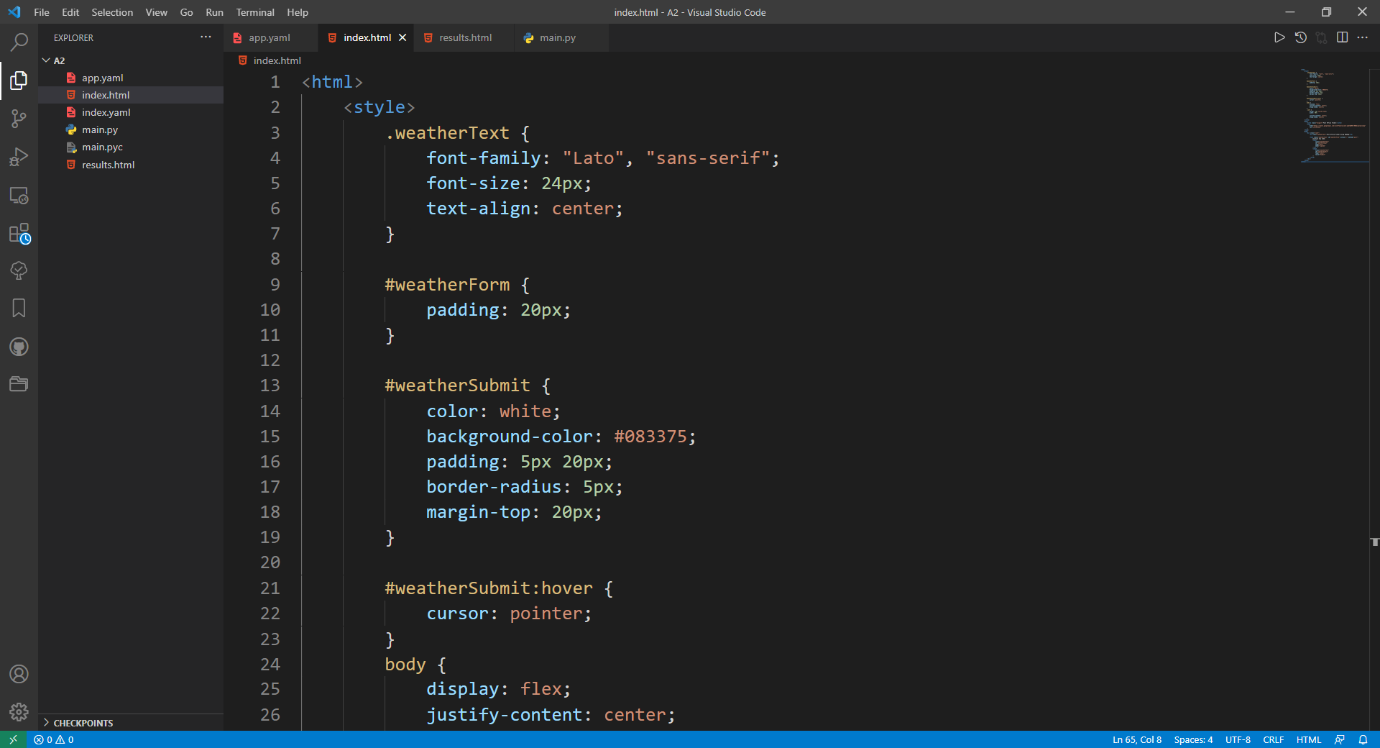 File Edit Selection View Go Run Terminal Help
index.html - A2 - Visual Studio Code
EXPLORER
A2
app.yaml
index.html
index.yaml
main.py
main.pyc
results.html
CHECKPOINTS
app.yaml index.html results.html main.py
index.html
1 <html>
2 <style>
3 .weatherText {
4 font-family: "Lato", "sans-serif";
5 font-size: 24px;
6 text-align: center;
7 }
8
9 #weatherForm {
10 padding: 20px;
11 }
12
13 #weatherSubmit {
14 color: white;
15 background-color: #083375;
16 padding: 5px 20px;
17 border-radius: 5px;
18 margin-top: 20px;
19 }
20
21 #weatherSubmit:hover {
22 cursor: pointer;
23 }
24 body {
25 display: flex;
26 justify-content: center;
0 0 Ln 65, Col 8 Spaces: 4 UTF-8 CRLF HTML